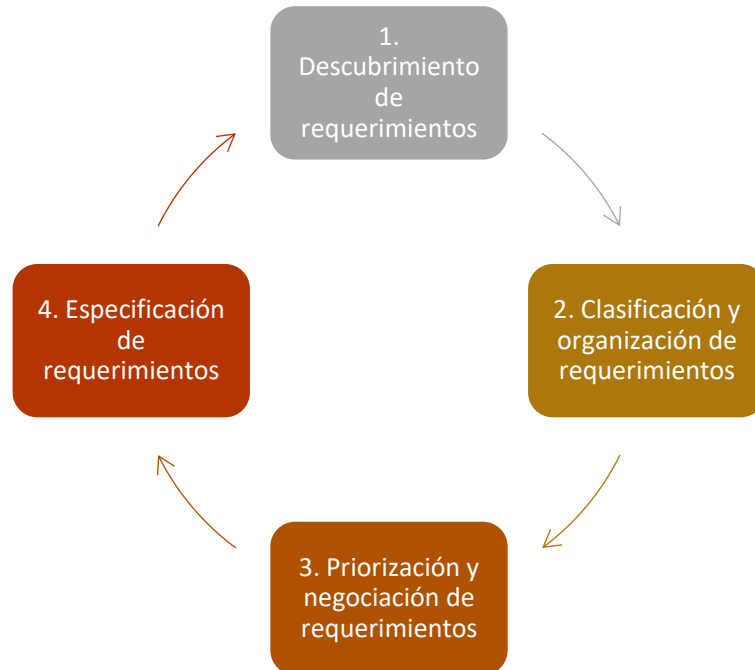 1.
Descubrimiento
de
requerimientos
2. Clasificación y
organización de
requerimientos
3. Priorización y
negociación de
requerimientos
4. Especificación
de
requerimientos